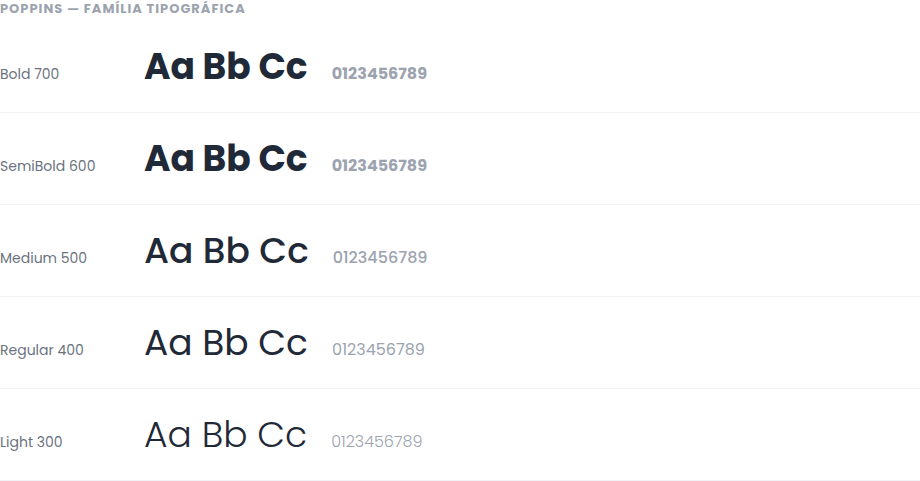 POPPINS — FAMÍLIA TIPOGRÁFICA
Bold 700 Aa Bb Cc 0123456789
SemiBold 600 Aa Bb Cc 0123456789
Medium 500 Aa Bb Cc 0123456789
Regular 400 Aa Bb Cc 0123456789
Light 300 Aa Bb Cc 0123456789